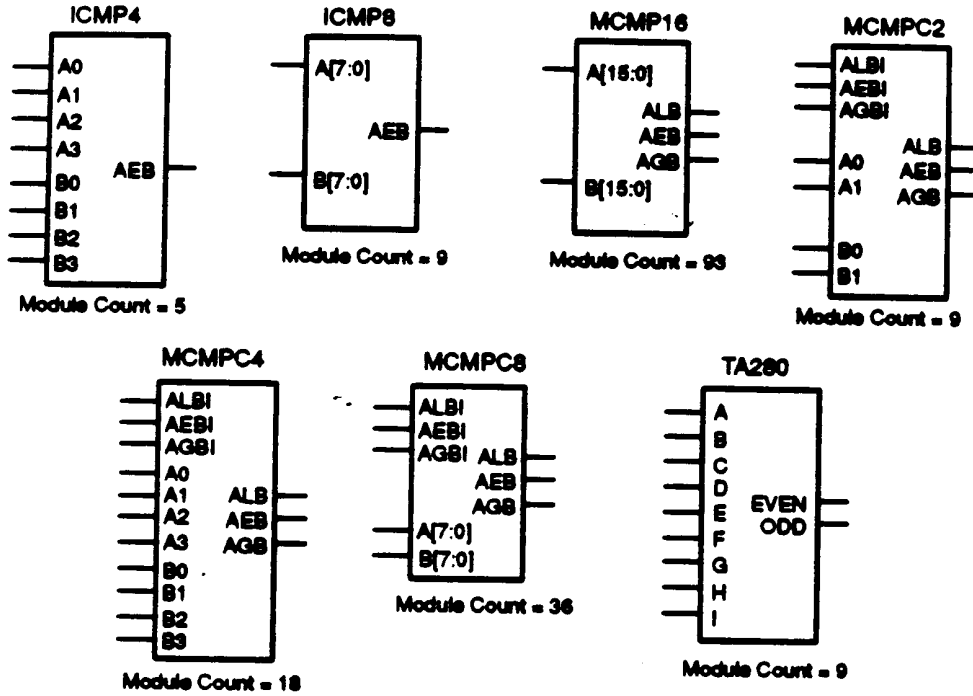 ICMP4
A0
A1
A2
A3
B0
B1
B2
B3
AEB
Module Count = 5
ICMP8
A[7:0]
AEB
B[7:0]
Module Count = 9
MCMP16
A[15:0]
ALB
AEB
AGB
B[15:0]
Module Count = 93
MCMPC2
ALBI
AEBI
AGBI
ALB
A0
AEB
A1
AGB
B0
B1
Module Count = 9
MCMPC4
ALBI
AEBI
AGBI
A0
A1
ALB
A2
AEB
A3
AGB
B0
B1
B2
B3
Module Count = 18
MCMPC8
ALBI
AEBI
AGBI
ALB
AEB
AGB
A[7:0]
B[7:0]
Module Count = 36
TA280
A
B
C
D
E
EVEN
F
ODD
G
H
I
Module Count = 9